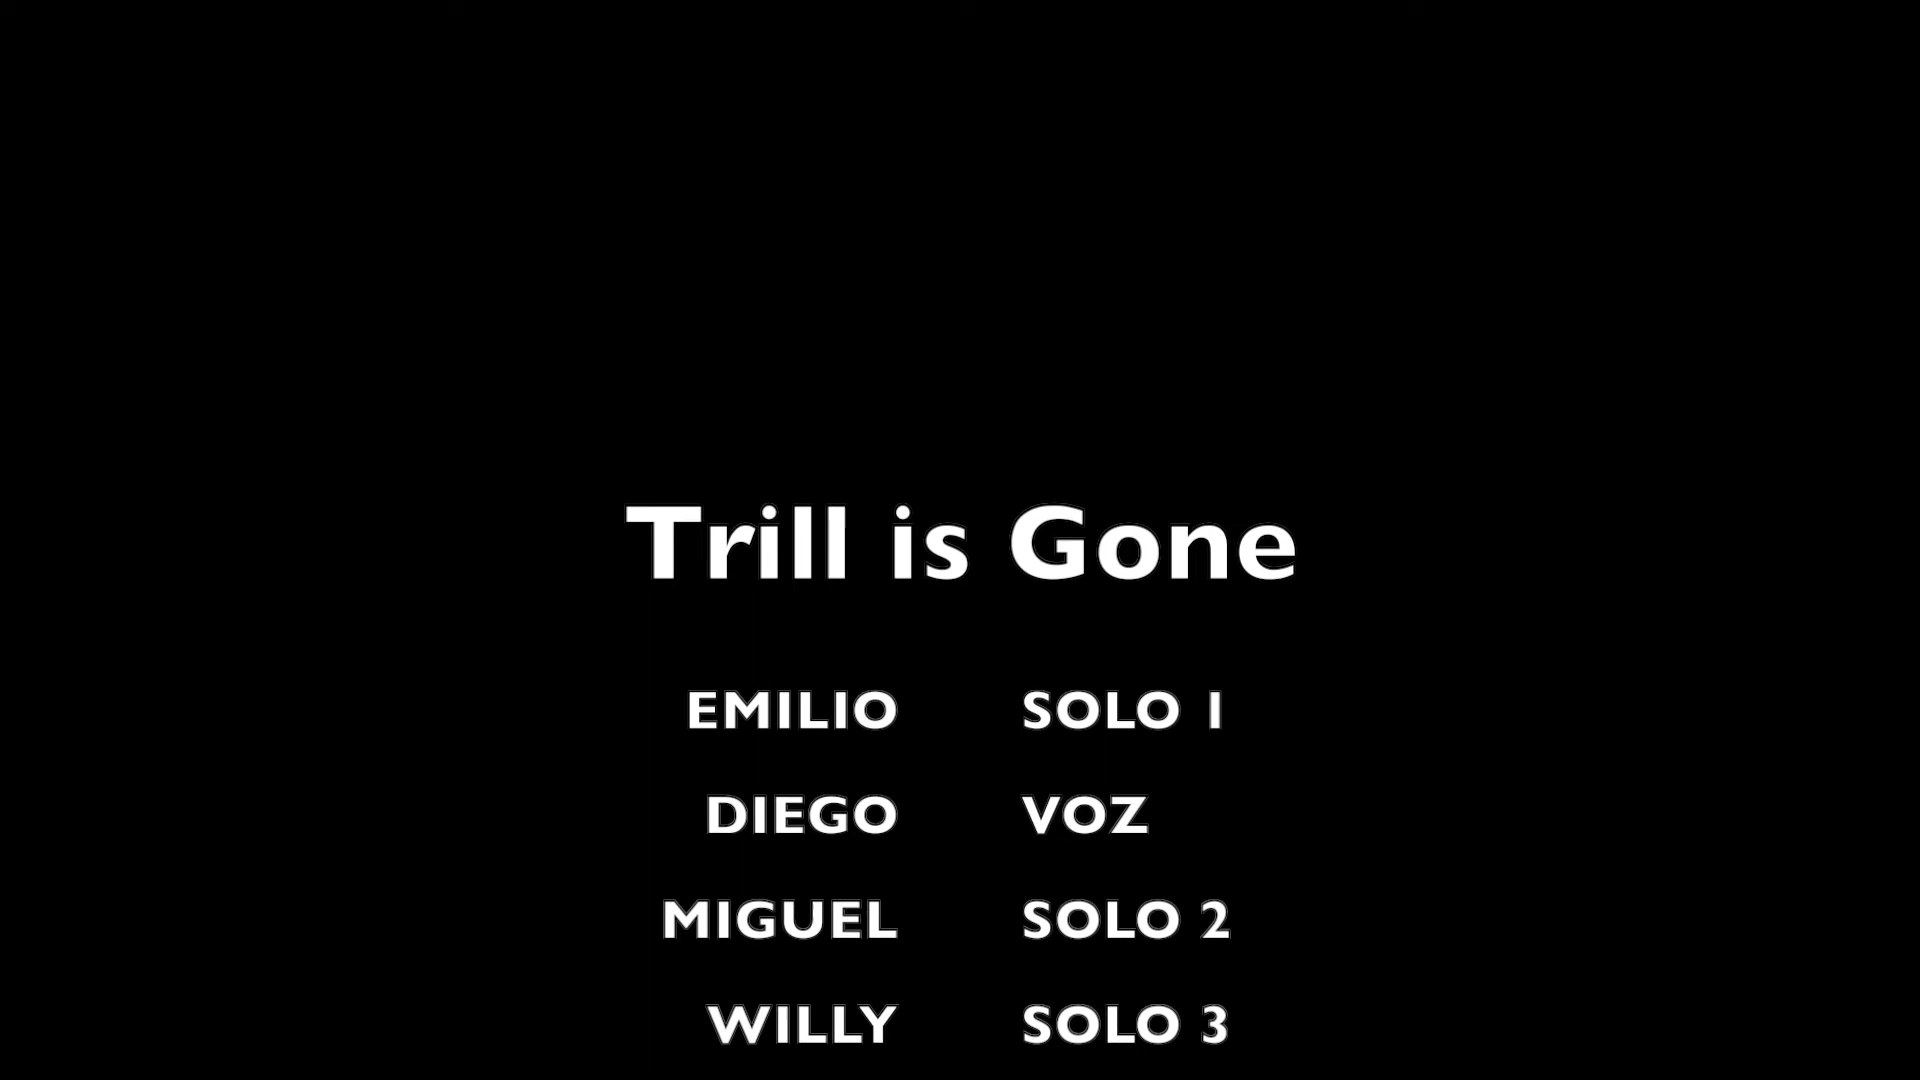 Trill is Gone
EMILIO SOLO 1
DIEGO VOZ
MIGUEL SOLO 2
WILLY SOLO 3